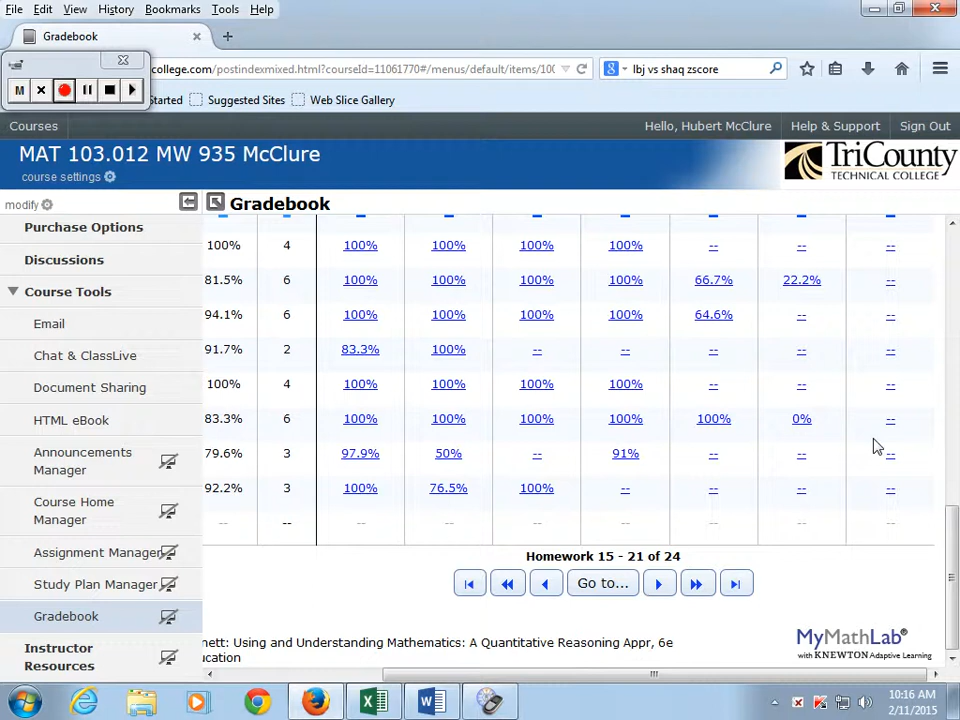 File Edit View History Bookmarks Tools Help
Gradebook
college.com/postindexmixed.html?courseId=11061770#/menus/default/items/100
lbj vs shaq zscore
Started Suggested Sites Web Slice Gallery
M
Courses
Hello, Hubert McClure Help & Support Sign Out
MAT 103.012 MW 935 McClure
course settings
TriCounty
TECHNICAL COLLEGE
modify
Gradebook
Purchase Options
Discussions
Course Tools
Email
Chat & ClassLive
Document Sharing
HTML eBook
Announcements
Manager
Course Home
Manager
Assignment Manager
Study Plan Manager
Gradebook
Instructor
Resources
100% 4 100% 100% 100% 100% -- -- --
81.5% 6 100% 100% 100% 100% 66.7% 22.2% --
94.1% 6 100% 100% 100% 100% 64.6% -- --
91.7% 2 83.3% 100% -- -- -- -- --
100% 4 100% 100% 100% 100% -- -- --
83.3% 6 100% 100% 100% 100% 100% 0% --
79.6% 3 97.9% 50% -- 91% -- -- --
92.2% 3 100% 76.5% 100% -- -- -- --
-- -- -- -- -- -- -- -- --
Homework 15 - 21 of 24
Go to...
nett: Using and Understanding Mathematics: A Quantitative Reasoning Appr, 6e
ucation
MyMathLab®
with KNEWTON Adaptive Learning
10:16 AM
2/11/2015